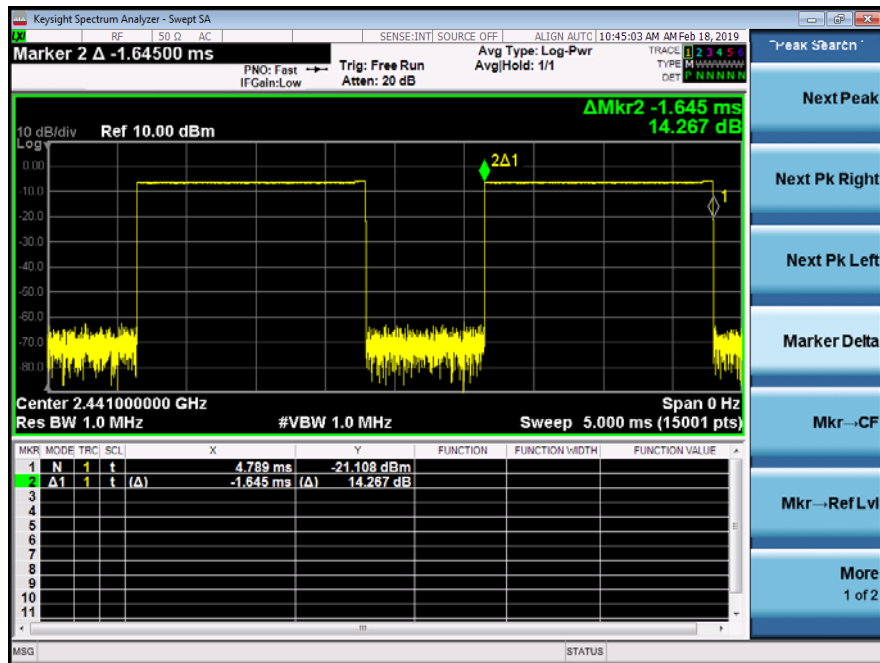 Keysight Spectrum Analyzer - Swept SA
LXI RF 50 Ω AC SENSE:INT SOURCE OFF ALIGN AUTO 10:45:03 AM AM Feb 18, 2019
Marker 2 Δ -1.64500 ms
PNO: Fast
IFGain:Low
Trig: Free Run
Atten: 20 dB
Avg Type: Log-Pwr
Avg|Hold: 1/1
TRACE 1 2 3 4 5 6
TYPE M WWWWW
DET P N N N N N
ΔMkr2 -1.645 ms
14.267 dB
10 dB/div Ref 10.00 dBm
Log
0.00
-10.0
-20.0
-30.0
-40.0
-50.0
-60.0
-70.0
-80.0
2Δ1
1
Center 2.441000000 GHz Span 0 Hz
Res BW 1.0 MHz #VBW 1.0 MHz Sweep 5.000 ms (15001 pts)
MKR MODE TRC SCL X Y FUNCTION FUNCTION WIDTH FUNCTION VALUE
1 N 1 t 4.789 ms -21.108 dBm
2 Δ1 1 t (Δ) -1.645 ms (Δ) 14.267 dB
3
4
5
6
7
8
9
10
11
MSG STATUS
Peak Search
Next Peak
Next Pk Right
Next Pk Left
Marker Delta
Mkr→CF
Mkr→Ref Lvl
More
1 of 2